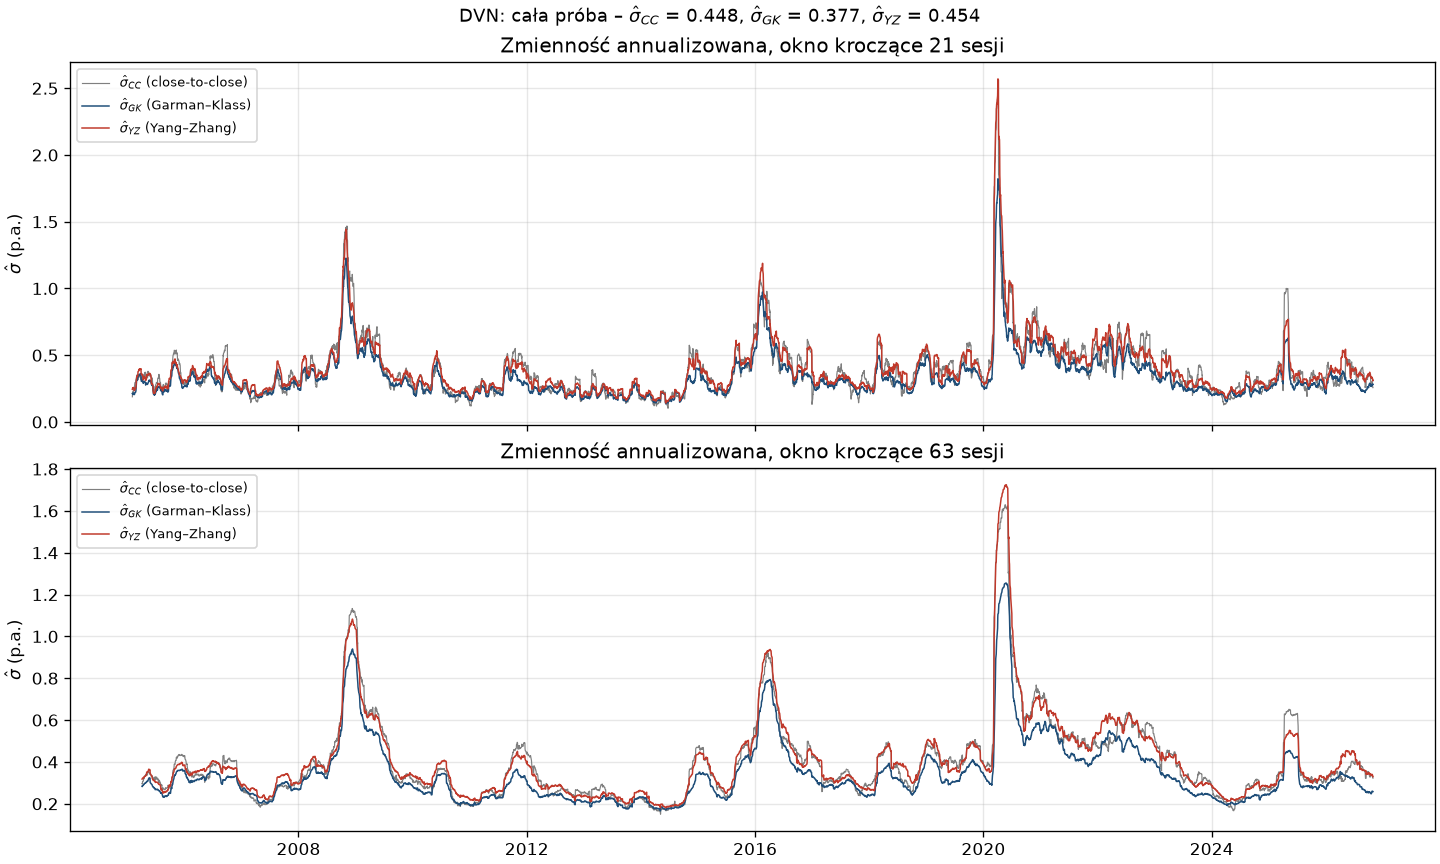 DVN: cała próba – σ̂CC = 0.448, σ̂GK = 0.377, σ̂YZ = 0.454
Zmienność annualizowana, okno kroczące 21 sesji
σ̂CC (close-to-close)
σ̂GK (Garman–Klass)
σ̂YZ (Yang–Zhang)
σ̂ (p.a.)
2.5
2.0
1.5
1.0
0.5
0.0
Zmienność annualizowana, okno kroczące 63 sesji
σ̂CC (close-to-close)
σ̂GK (Garman–Klass)
σ̂YZ (Yang–Zhang)
σ̂ (p.a.)
1.8
1.6
1.4
1.2
1.0
0.8
0.6
0.4
0.2
2008 2012 2016 2020 2024